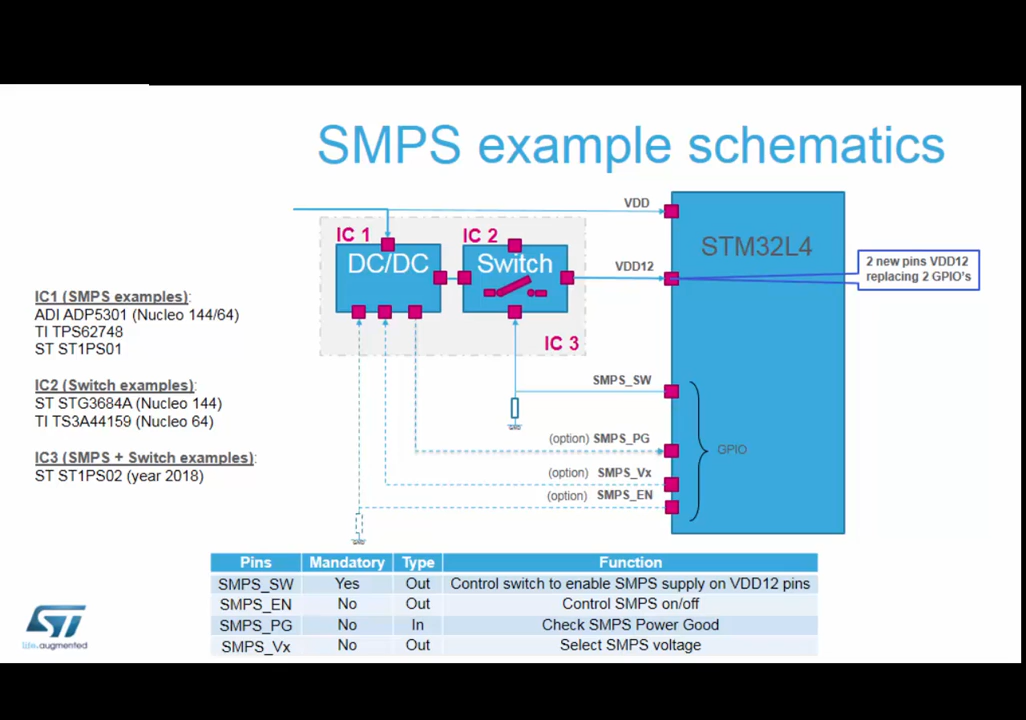 SMPS example schematics
VDD
IC 1
IC 2
DC/DC
Switch
STM32L4
VDD12
2 new pins VDD12
replacing 2 GPIO's
IC 3
IC1 (SMPS examples):
ADI ADP5301 (Nucleo 144/64)
TI TPS62748
ST ST1PS01
IC2 (Switch examples):
ST STG3684A (Nucleo 144)
TI TS3A44159 (Nucleo 64)
IC3 (SMPS + Switch examples):
ST ST1PS02 (year 2018)
SMPS_SW
(option) SMPS_PG
GPIO
(option) SMPS_Vx
(option) SMPS_EN
Pins Mandatory Type Function
SMPS_SW Yes Out Control switch to enable SMPS supply on VDD12 pins
SMPS_EN No Out Control SMPS on/off
SMPS_PG No In Check SMPS Power Good
SMPS_Vx No Out Select SMPS voltage
ST
life.augmented